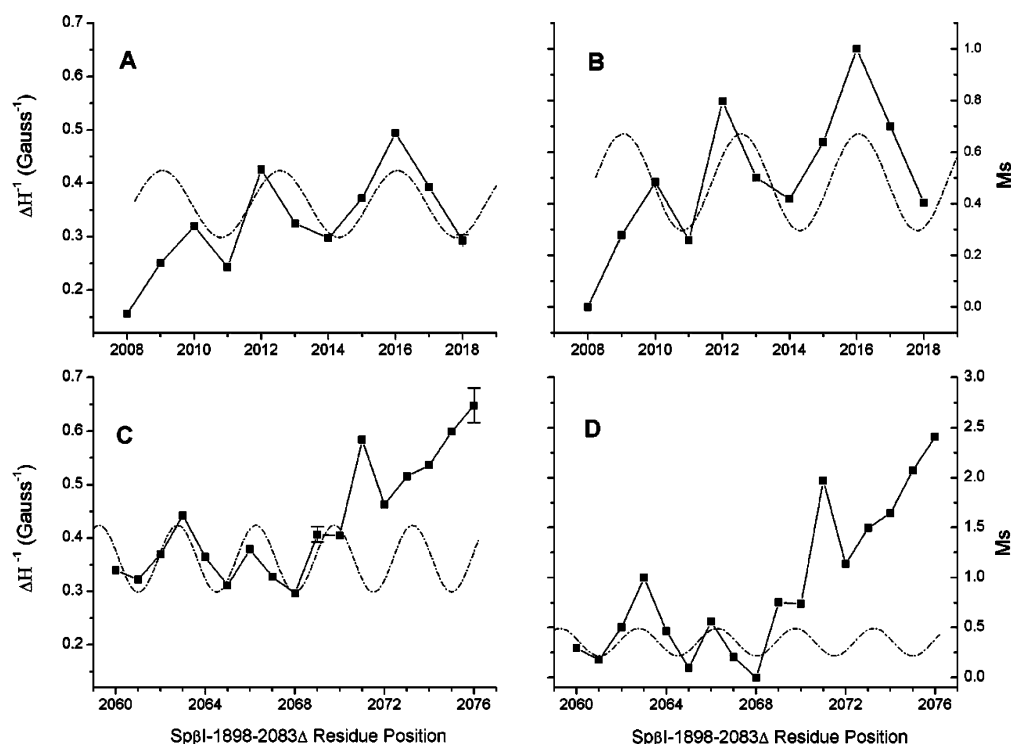 A
B
0.7
0.6
0.5
0.4
0.3
0.2
ΔH⁻¹ (Gauss⁻¹)
1.0
0.8
0.6
0.4
0.2
0.0
Ms
2008 2010 2012 2014 2016 2018
2008 2010 2012 2014 2016 2018
C
D
0.7
0.6
0.5
0.4
0.3
0.2
ΔH⁻¹ (Gauss⁻¹)
3.0
2.5
2.0
1.5
1.0
0.5
0.0
Ms
2060 2064 2068 2072 2076
2060 2064 2068 2072 2076
SpβI-1898-2083Δ Residue Position
SpβI-1898-2083Δ Residue Position